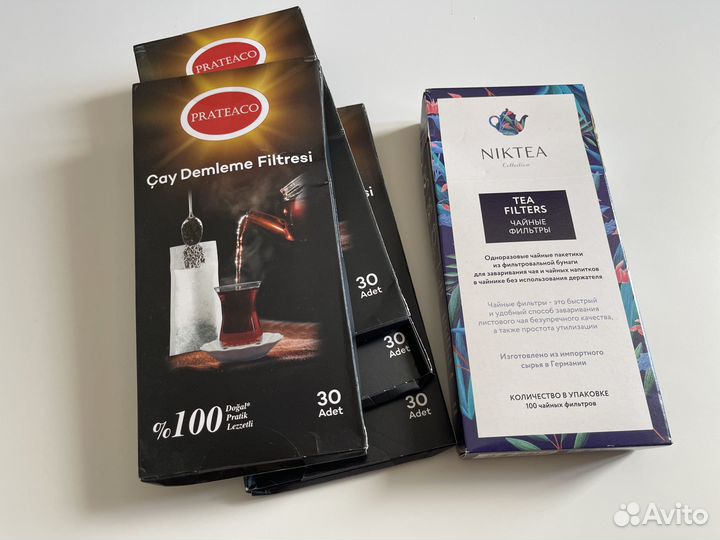 PRATEACO
PRATEACO
Çay Demleme Filtresi
%100 Doğal*
Pratik
Lezzetli
30
Adet
30
Adet
30
Adet
30
Adet
NIKTEA
Collection
TEA
FILTERS
ЧАЙНЫЕ
ФИЛЬТРЫ
Одноразовые чайные пакетики
из фильтровальной бумаги
для заваривания чая и чайных напитков
в чайнике без использования держателя
Чайные фильтры - это быстрый
и удобный способ заваривания
листового чая безупречного качества,
а также простота утилизации
Изготовлено из импортного
сырья в Германии
КОЛИЧЕСТВО В УПАКОВКЕ
100 чайных фильтров
Avito